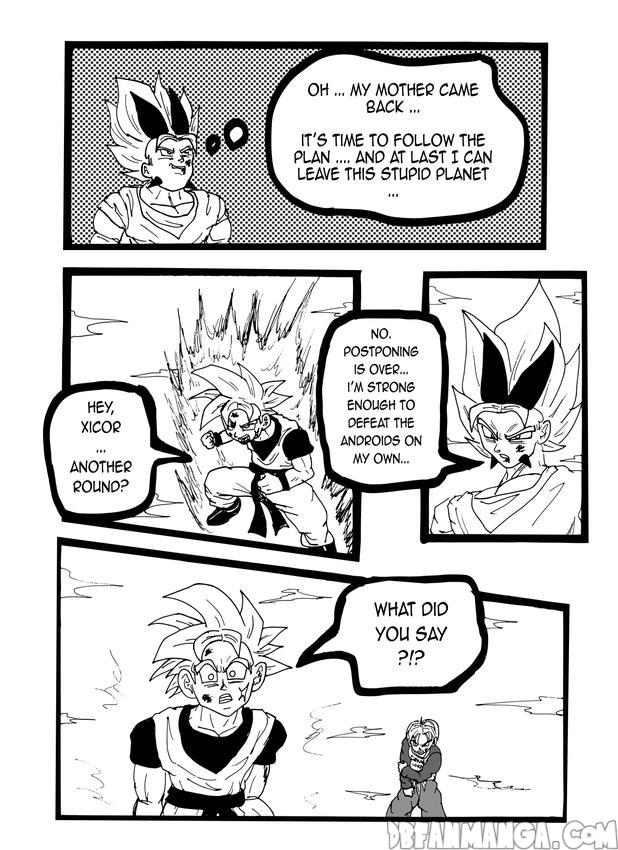 OH ... MY MOTHER CAME
BACK ...
IT'S TIME TO FOLLOW THE
PLAN .... AND AT LAST I CAN
LEAVE THIS STUPID PLANET
...
HEY,
XICOR
...
ANOTHER
ROUND?
NO.
POSTPONING
IS OVER...
I'M STRONG
ENOUGH TO
DEFEAT THE
ANDROIDS ON
MY OWN...
WHAT DID
YOU SAY
?!?
DBFANMANGA.COM